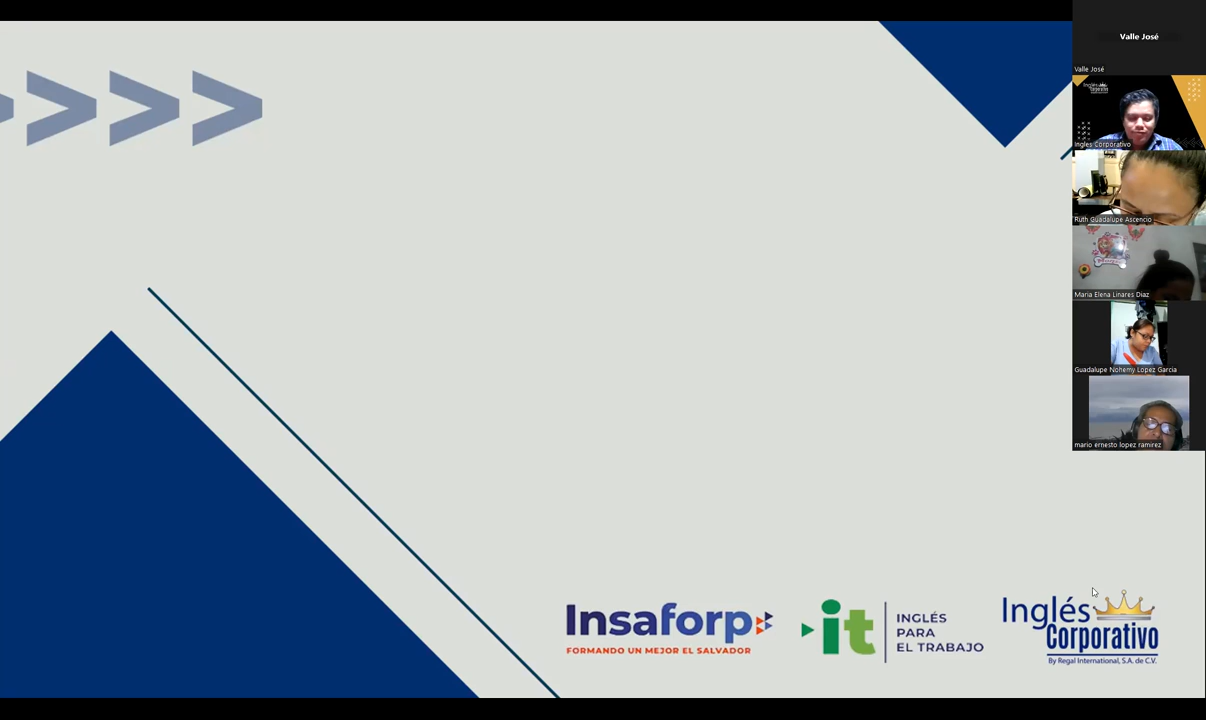 Valle José
Valle José
Inglés Corporativo
Ingles Corporativo
Ruth Guadalupe Ascencio
Maria Elena Linares Diaz
Guadalupe Nohemy Lopez Garcia
mario ernesto lopez ramirez
Insaforp
FORMANDO UN MEJOR EL SALVADOR
it
INGLÉS
PARA
EL TRABAJO
Inglés
Corporativo
By Regal International, S.A. de C.V.